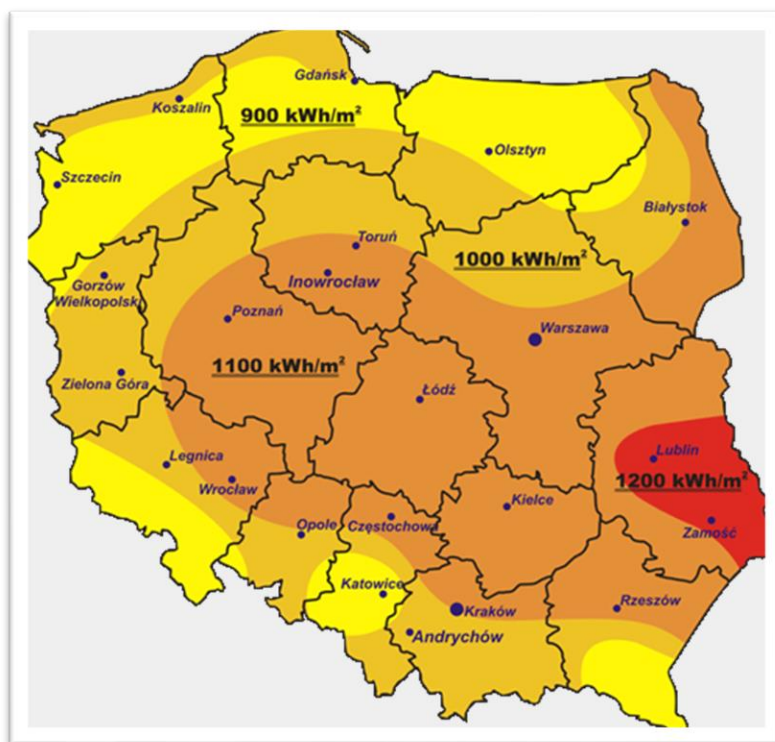 Gdańsk
Koszalin
900 kWh/m²
Olsztyn
Szczecin
Białystok
Toruń
1000 kWh/m²
Gorzów
Wielkopolski
Inowrocław
Poznań
Warszawa
1100 kWh/m²
Zielona Góra
Łódź
Legnica
Lublin
Wrocław
1200 kWh/m²
Kielce
Opole
Częstochowa
Zamość
Katowice
Kraków
Rzeszów
Andrychów